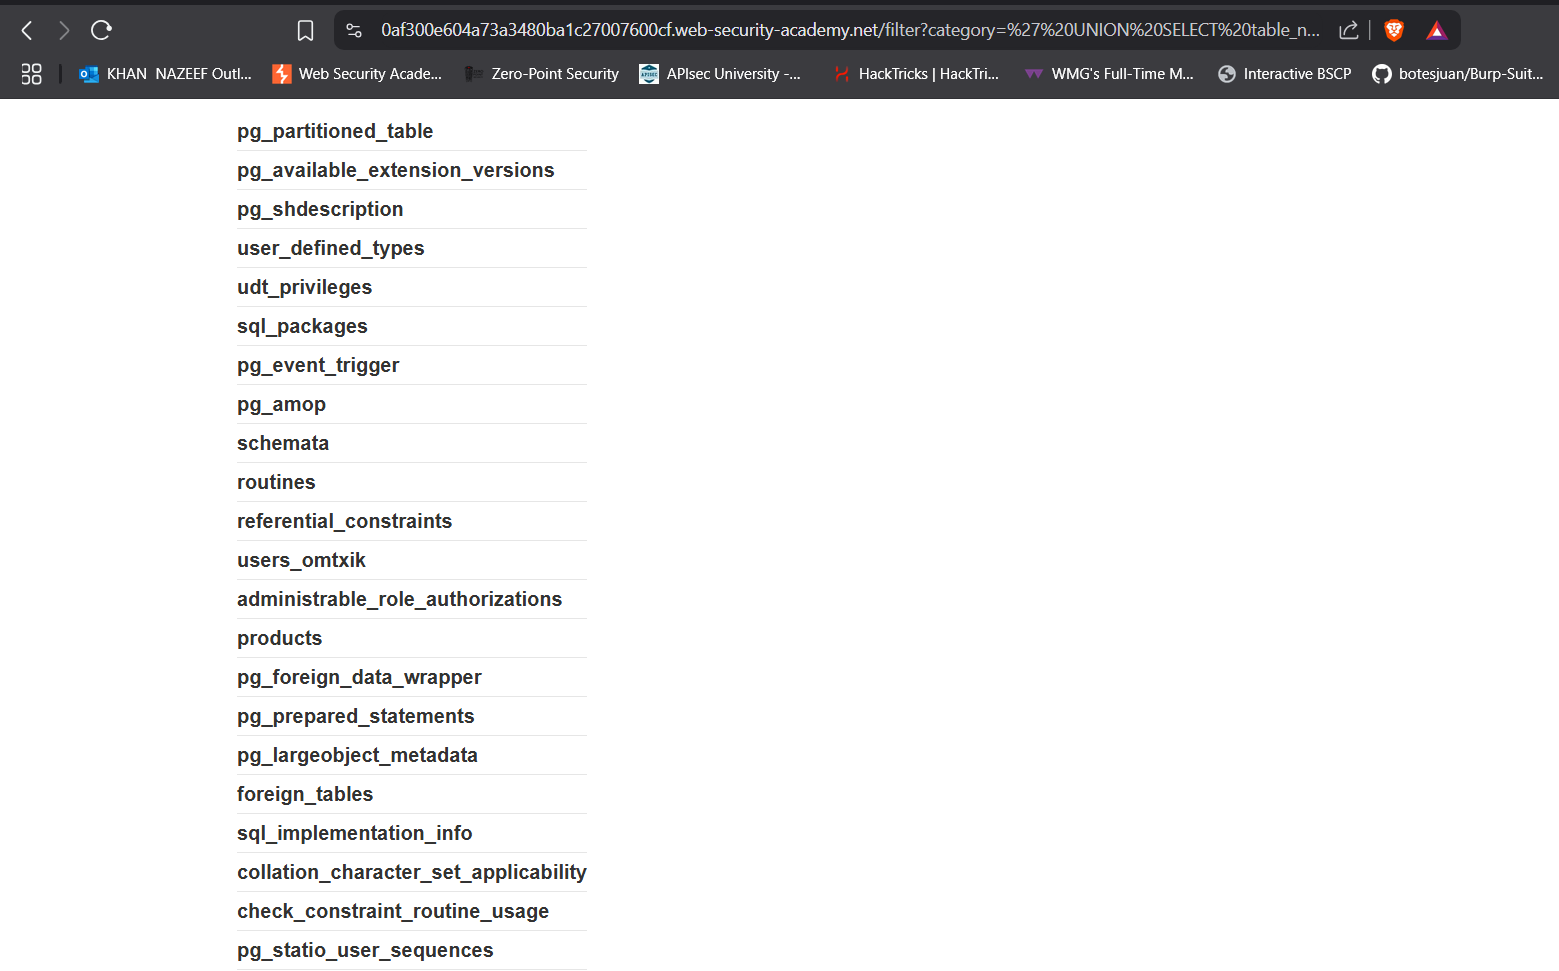 0af300e604a73a3480ba1c27007600cf.web-security-academy.net/filter?category=%27%20UNION%20SELECT%20table_n...
KHAN NAZEEF Outl... Web Security Acade... Zero-Point Security APIsec University -... HackTricks | HackTri... WMG's Full-Time M... Interactive BSCP botesjuan/Burp-Suit...
pg_partitioned_table
pg_available_extension_versions
pg_shdescription
user_defined_types
udt_privileges
sql_packages
pg_event_trigger
pg_amop
schemata
routines
referential_constraints
users_omtxik
administrable_role_authorizations
products
pg_foreign_data_wrapper
pg_prepared_statements
pg_largeobject_metadata
foreign_tables
sql_implementation_info
collation_character_set_applicability
check_constraint_routine_usage
pg_statio_user_sequences